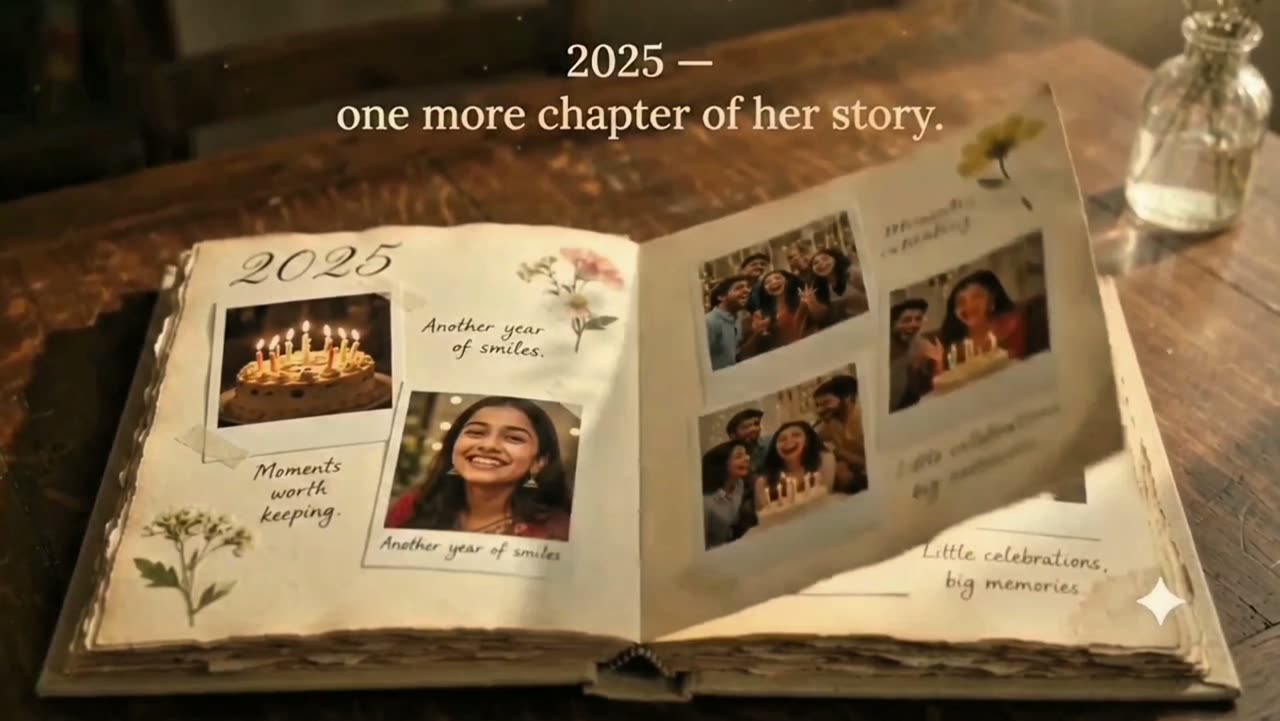 2025 —
one more chapter of her story.
2025
Another year
of smiles.
Moments
worth
keeping.
Another year of smiles
Little celebrations,
big memories